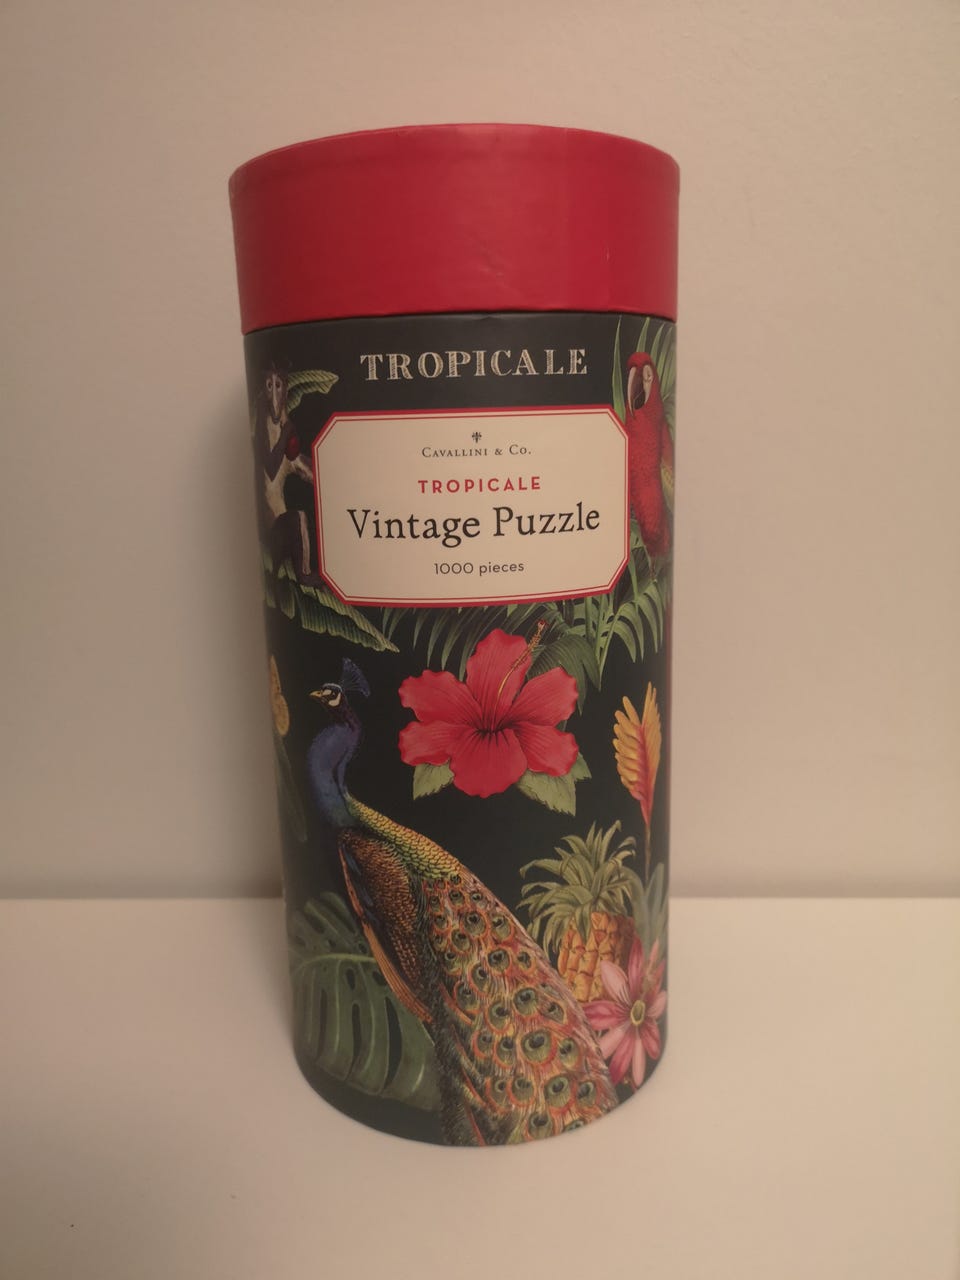 TROPICALE
CAVALLINI & CO.
TROPICALE
Vintage Puzzle
1000 pieces